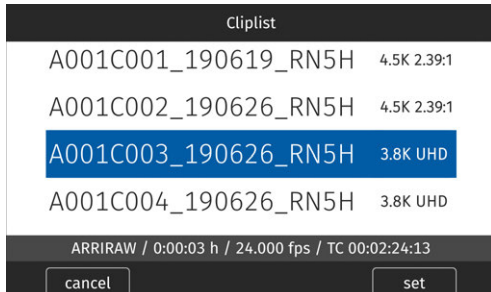 Cliplist
A001C001_190619_RN5H 4.5K 2.39:1
A001C002_190626_RN5H 4.5K 2.39:1
A001C003_190626_RN5H 3.8K UHD
A001C004_190626_RN5H 3.8K UHD
ARRIRAW / 0:00:03 h / 24.000 fps / TC 00:02:24:13
cancel set